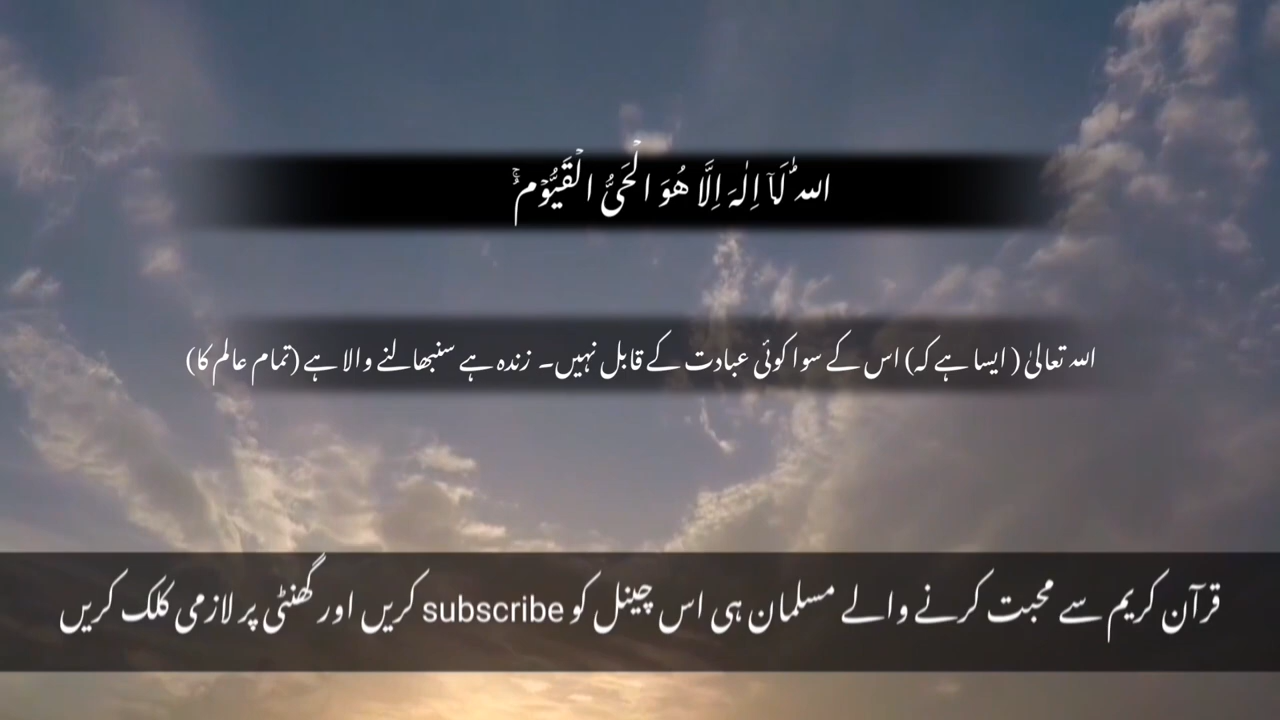 اللہُ لَاۤ اِلٰہَ اِلَّا ھُوَ الْحَیُّ الْقَیُّوْمُ ۚ
اللہ تعالیٰ ( ایسا ہے کہ) اس کے سوا کوئی عبادت کے قابل نہیں۔ زندہ ہے سنبھالنے والا ہے (تمام عالم کا)
قرآن کریم سے محبت کرنے والے مسلمان ہی اس چینل کو subscribe کریں اور گھنٹی پر لازمی کلک کریں